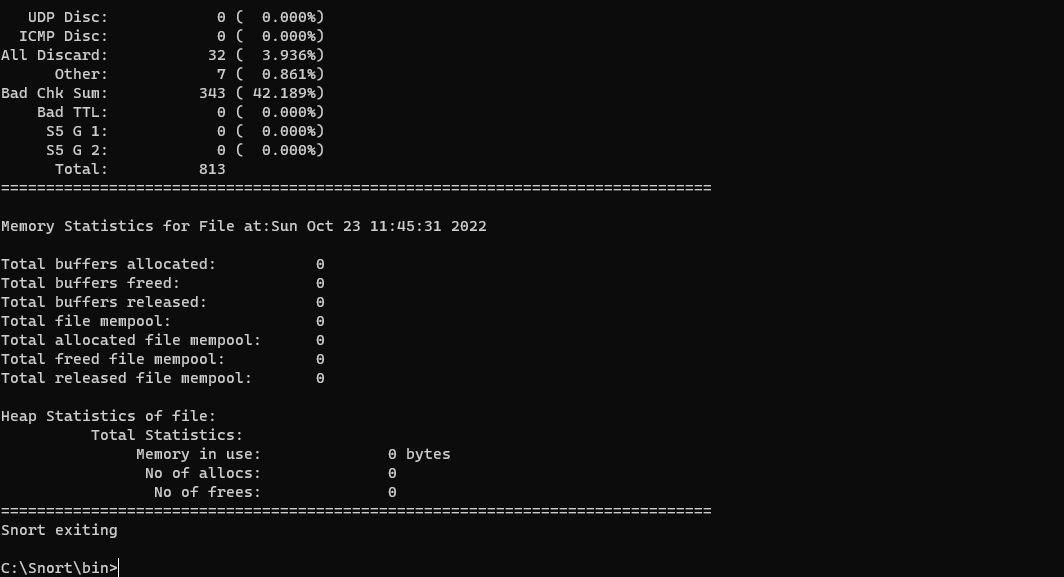 UDP Disc:            0 (  0.000%)
ICMP Disc:            0 (  0.000%)
All Discard:           32 (  3.936%)
Other:            7 (  0.861%)
Bad Chk Sum:          343 ( 42.189%)
Bad TTL:            0 (  0.000%)
S5 G 1:            0 (  0.000%)
S5 G 2:            0 (  0.000%)
Total:          813
===============================================================================
Memory Statistics for File at:Sun Oct 23 11:45:31 2022
Total buffers allocated:           0
Total buffers freed:               0
Total buffers released:            0
Total file mempool:                0
Total allocated file mempool:      0
Total freed file mempool:          0
Total released file mempool:       0
Heap Statistics of file:
Total Statistics:
Memory in use:              0 bytes
No of allocs:              0
No of frees:              0
===============================================================================
Snort exiting
C:\Snort\bin>